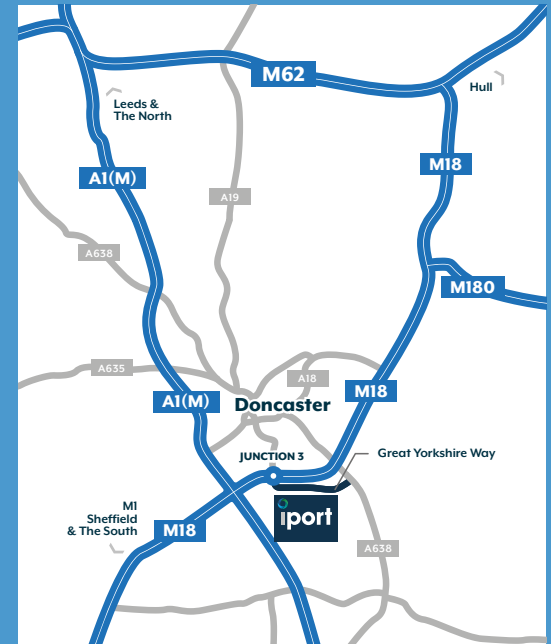 M62
Hull
Leeds &
The North
M18
A1(M)
A19
A638
M180
A635
A18
M18
A1(M)
Doncaster
JUNCTION 3
Great Yorkshire Way
M1
Sheffield
& The South
M18
iport
A638